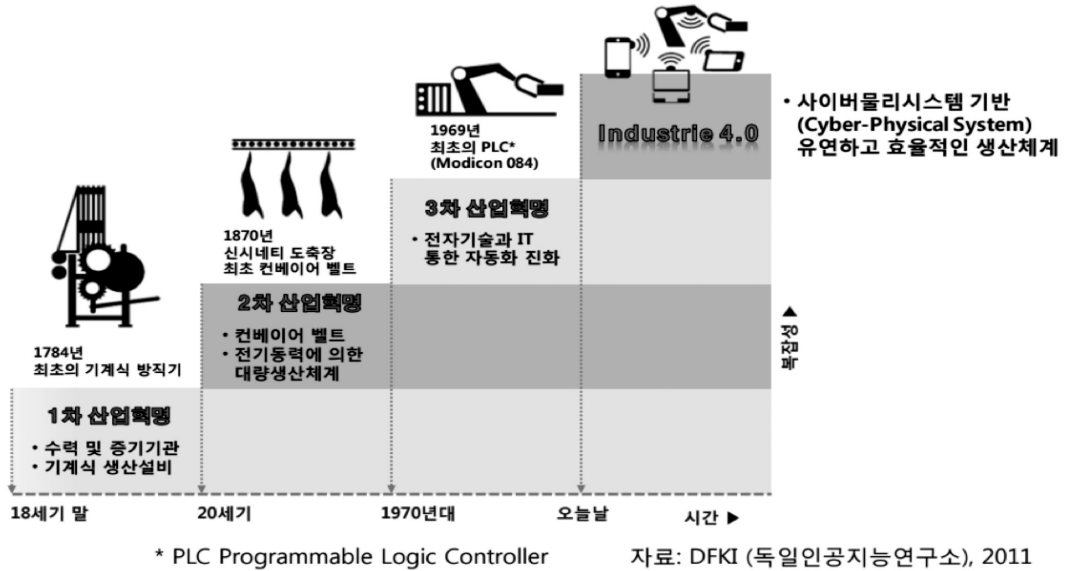 1784년
최초의 기계식 방직기
1차 산업혁명
• 수력 및 증기기관
• 기계식 생산설비
1870년
신시네티 도축장
최초 컨베이어 벨트
2차 산업혁명
• 컨베이어 벨트
• 전기동력에 의한
대량생산체계
1969년
최초의 PLC*
(Modicon 084)
3차 산업혁명
• 전자기술과 IT
통한 자동화 진화
Industrie 4.0
• 사이버물리시스템 기반
(Cyber-Physical System)
유연하고 효율적인 생산체계
복잡성 ▶
18세기 말
20세기
1970년대
오늘날
시간 ▶
* PLC Programmable Logic Controller
자료: DFKI (독일인공지능연구소), 2011